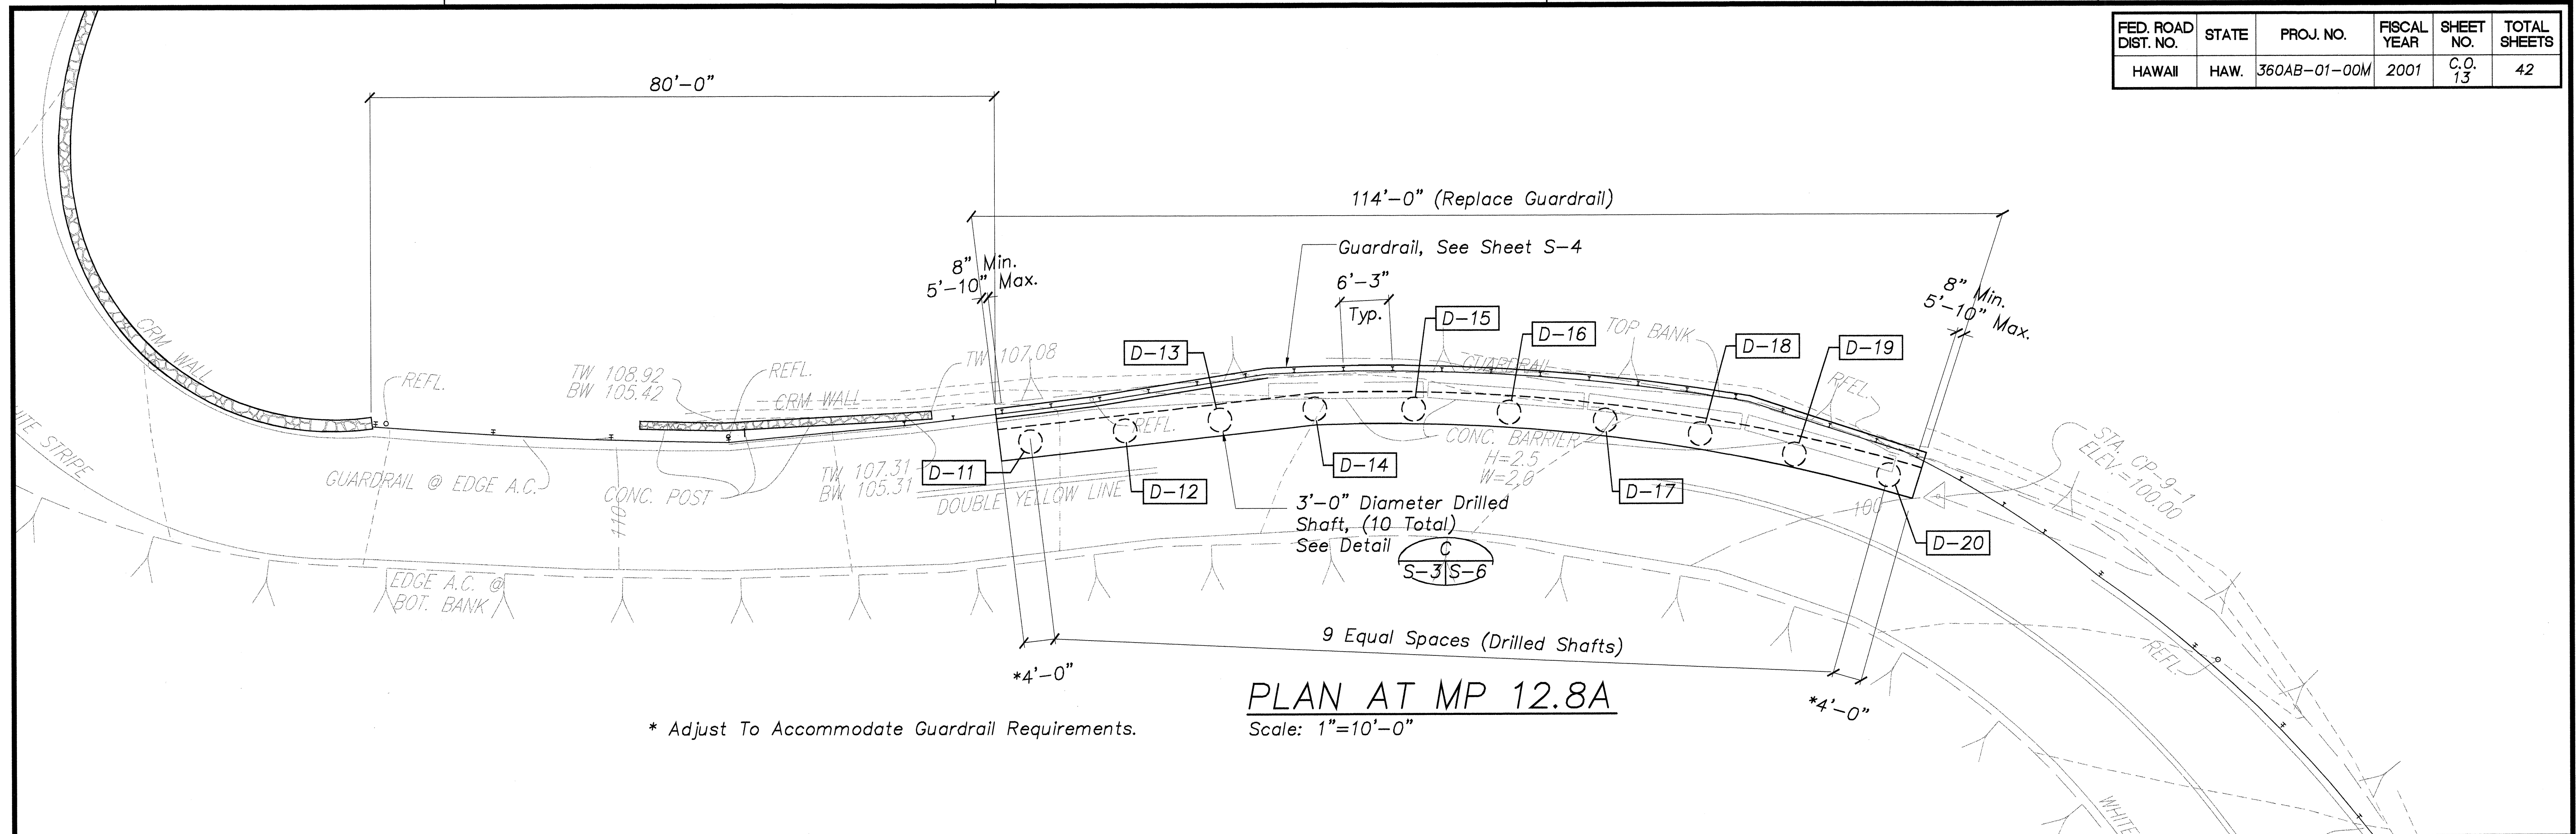 FED. ROAD DIST. NO.
STATE
PROJ. NO.
FISCAL YEAR
SHEET NO.
TOTAL SHEETS
HAWAII
HAW.
360AB-01-00M
2001
C.O. 13
42
80'-0"
114'-0" (Replace Guardrail)
Guardrail, See Sheet S-4
8" Min.
5'-10" Max.
6'-3"
Typ.
8" Min.
5'-10" Max.
D-13
D-15
D-16
TOP BANK
D-18
D-19
GUARDRAIL
RFEL.
CRM WALL
REFL.
TW 108.92
BW 105.42
REFL.
CRM WALL
TW 107.08
REFL.
CONC. BARRIER
H=2.5
W=2.0
STA. CP-9-1
ELEV=100.00
WHITE STRIPE
GUARDRAIL @ EDGE A.C.
CONC. POST
110
TW 107.31
BW 105.31
D-11
D-14
D-12
D-17
DOUBLE YELLOW LINE
100
D-20
3'-0" Diameter Drilled
Shaft, (10 Total)
See Detail
C
S-3 S-6
EDGE A.C. @
BOT. BANK
9 Equal Spaces (Drilled Shafts)
*4'-0"
*4'-0"
REFL.
PLAN AT MP 12.8A
Scale: 1"=10'-0"
* Adjust To Accommodate Guardrail Requirements.
WHITE